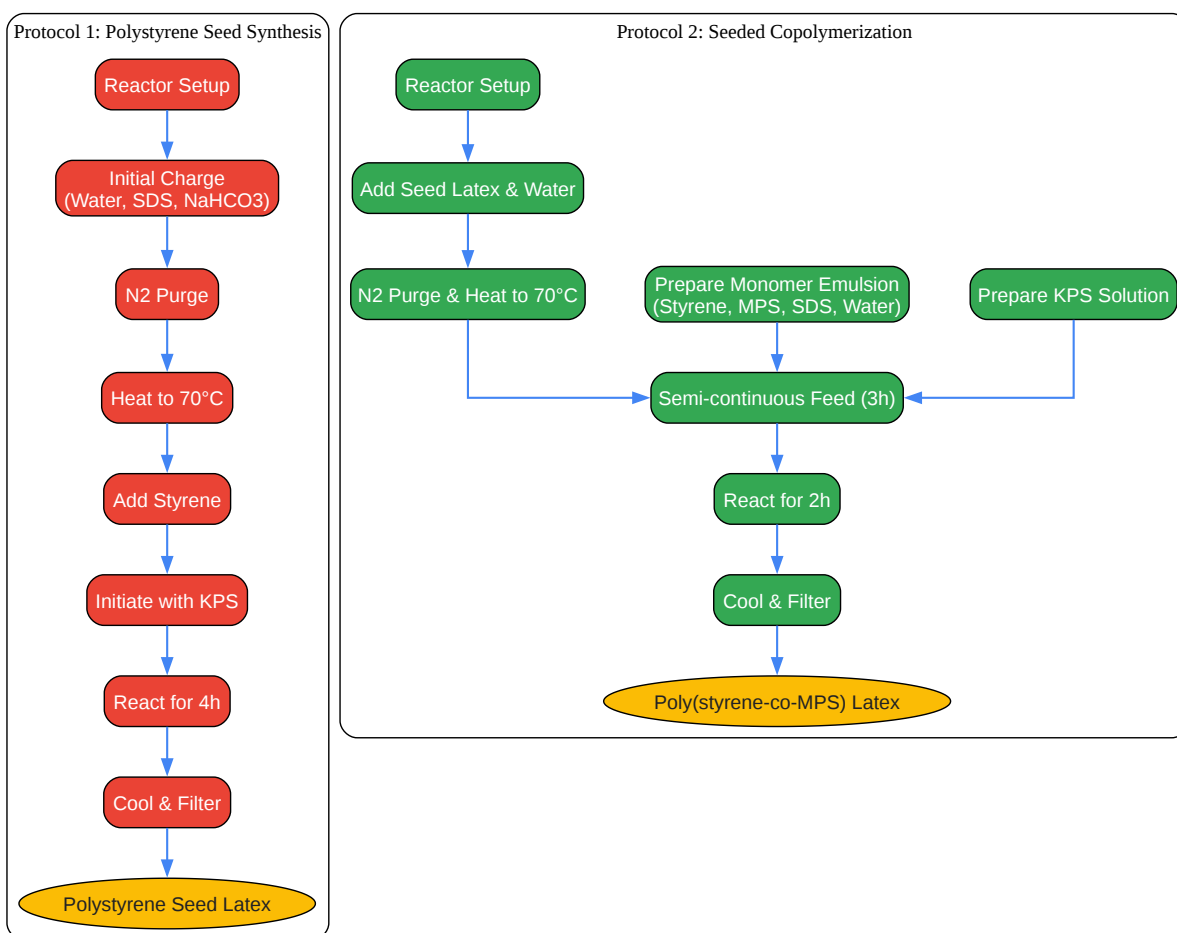 Protocol 1: Polystyrene Seed Synthesis
Reactor Setup
Initial Charge
(Water, SDS, NaHCO3)
N2 Purge
Heat to 70°C
Add Styrene
Initiate with KPS
React for 4h
Cool & Filter
Polystyrene Seed Latex
Protocol 2: Seeded Copolymerization
Reactor Setup
Add Seed Latex & Water
N2 Purge & Heat to 70°C
Prepare Monomer Emulsion
(Styrene, MPS, SDS, Water)
Prepare KPS Solution
Semi-continuous Feed (3h)
React for 2h
Cool & Filter
Poly(styrene-co-MPS) Latex